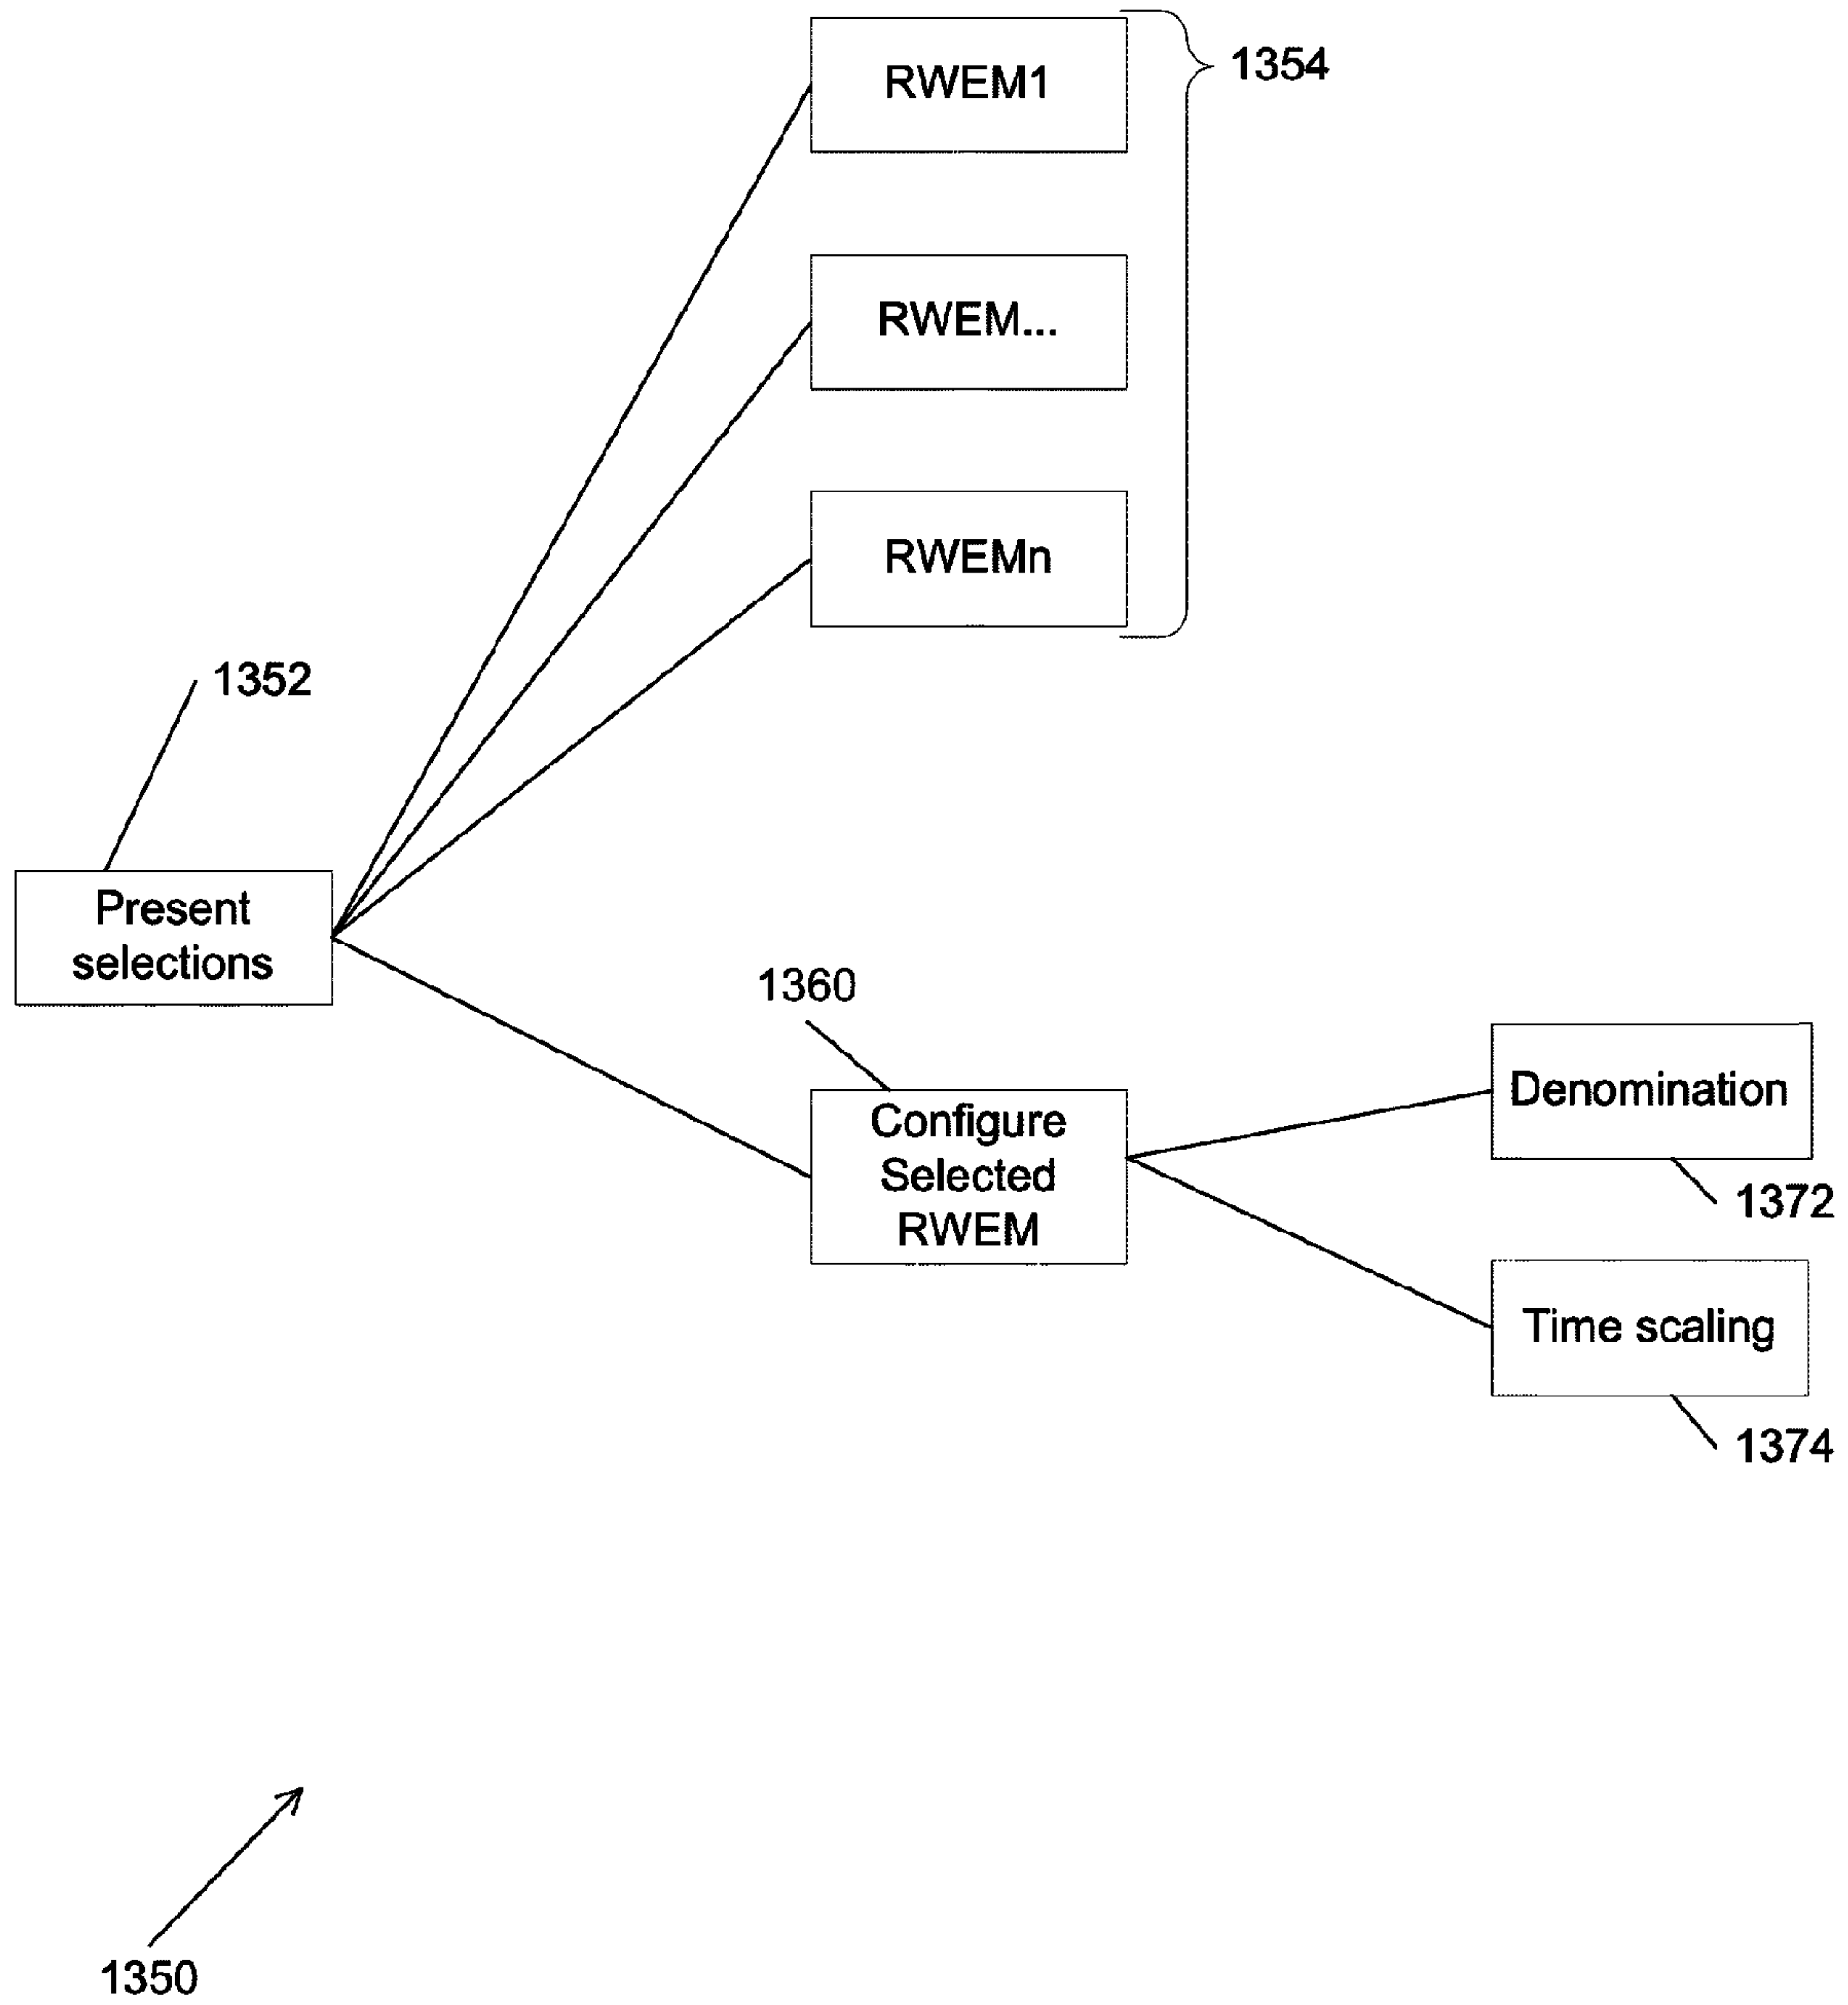 RWEM1
1354
RWEM...
RWEMn
1352
Present
selections
1360
Configure
Selected
RWEM
Denomination
1372
Time scaling
1374
1350